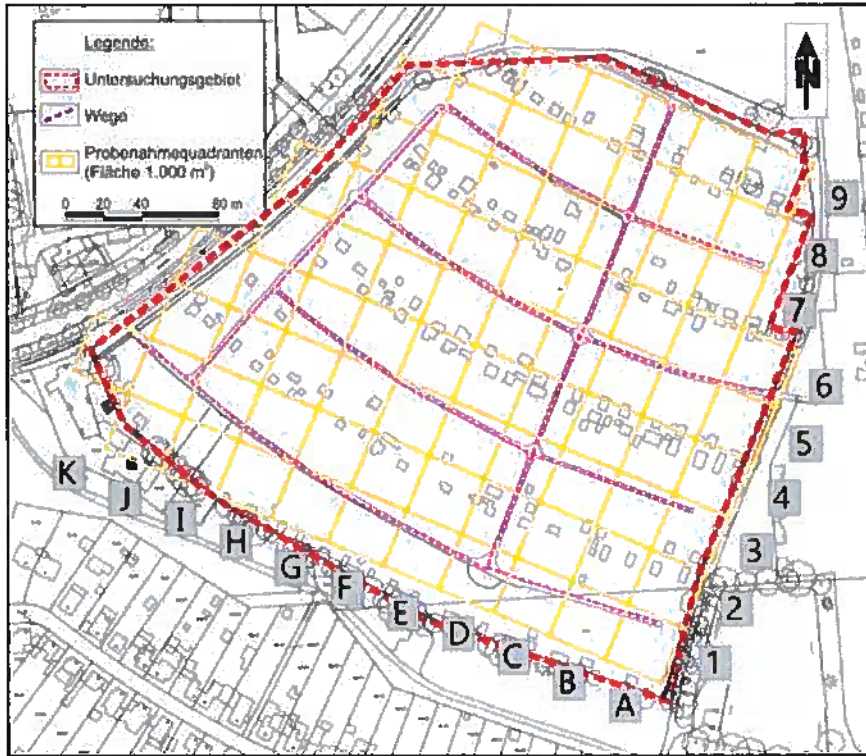 Legende:
Untersuchungsgebiet
Wege
Probenahmequadranten
(Fläche 1.000 m²)
0 20 40 80 m
N
9
8
7
6
5
4
3
2
1
K
J
I
H
G
F
E
D
C
B
A